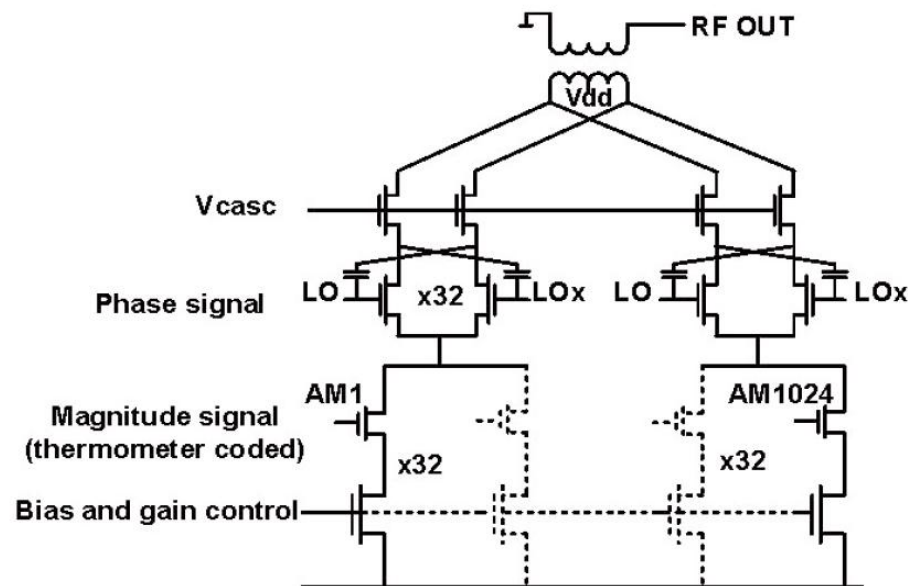 RF OUT
Vdd
Vcasc
Phase signal LO x32 LOx LO LOx
AM1 AM1024
Magnitude signal
(thermometer coded)
x32 x32
Bias and gain control